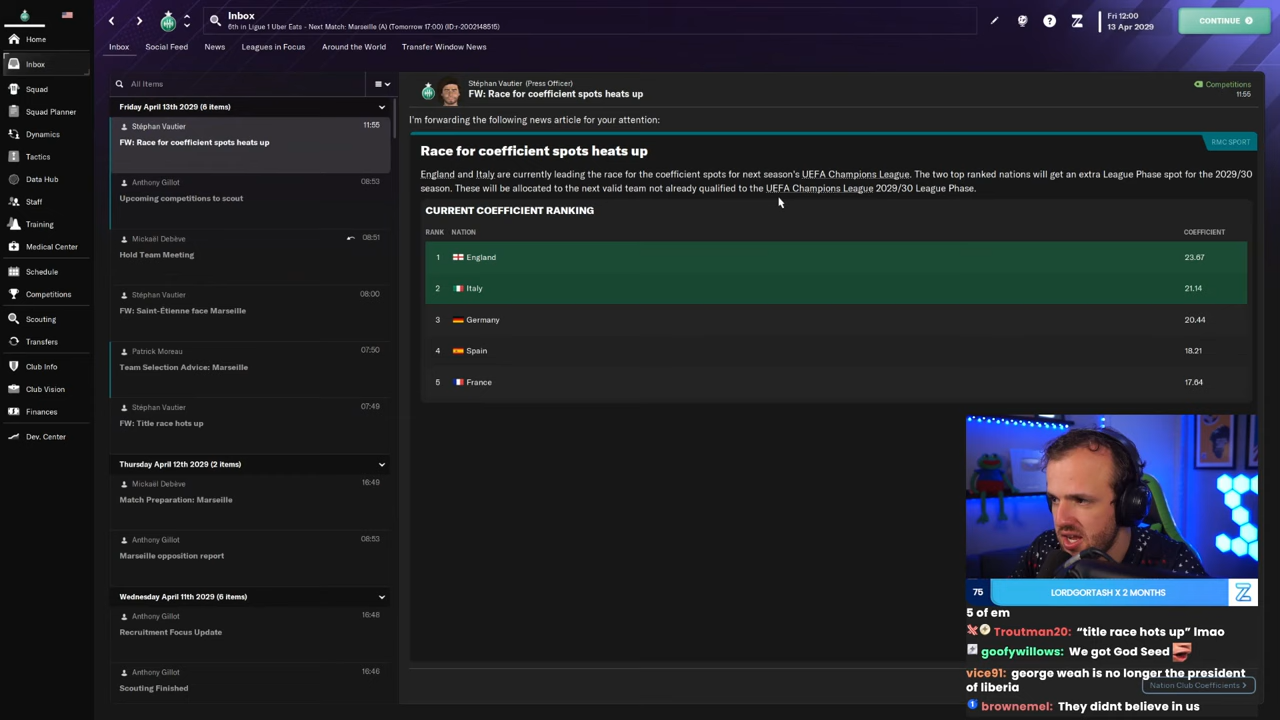 Inbox
6th in Ligue 1 Uber Eats - Next Match: Marseille (A) (Tomorrow 17:00) (ID:r-2002148515)
Fri 12:00
13 Apr 2029
CONTINUE
Inbox
Social Feed
News
Leagues in Focus
Around the World
Transfer Window News
Home
Inbox
Squad
Squad Planner
Dynamics
Tactics
Data Hub
Staff
Training
Medical Center
Schedule
Competitions
Scouting
Transfers
Club Info
Club Vision
Finances
Dev. Center
All Items
Friday April 13th 2029 (6 items)
Stéphan Vautier
11:55
FW: Race for coefficient spots heats up
Anthony Gillot
08:53
Upcoming competitions to scout
Mickaël Debève
08:51
Hold Team Meeting
Stéphan Vautier
08:00
FW: Saint-Étienne face Marseille
Patrick Moreau
07:50
Team Selection Advice: Marseille
Stéphan Vautier
07:49
FW: Title race hots up
Thursday April 12th 2029 (2 items)
Mickaël Debève
16:49
Match Preparation: Marseille
Anthony Gillot
08:53
Marseille opposition report
Wednesday April 11th 2029 (6 items)
Anthony Gillot
16:48
Recruitment Focus Update
Anthony Gillot
16:46
Scouting Finished
Stéphan Vautier (Press Officer)
FW: Race for coefficient spots heats up
Competitions
11:55
I'm forwarding the following news article for your attention:
RMC SPORT
Race for coefficient spots heats up
England and Italy are currently leading the race for the coefficient spots for next season's UEFA Champions League. The two top ranked nations will get an extra League Phase spot for the 2029/30
season. These will be allocated to the next valid team not already qualified to the UEFA Champions League 2029/30 League Phase.
CURRENT COEFFICIENT RANKING
RANK NATION COEFFICIENT
1 England 23.67
2 Italy 21.14
3 Germany 20.44
4 Spain 18.21
5 France 17.64
75 LORDGORTASH X 2 MONTHS
5 of em
Troutman20: “title race hots up” lmao
goofywillows: We got God Seed
vice91: george weah is no longer the president
of liberia
Nation Club Coefficients
brownemel: They didnt believe in us